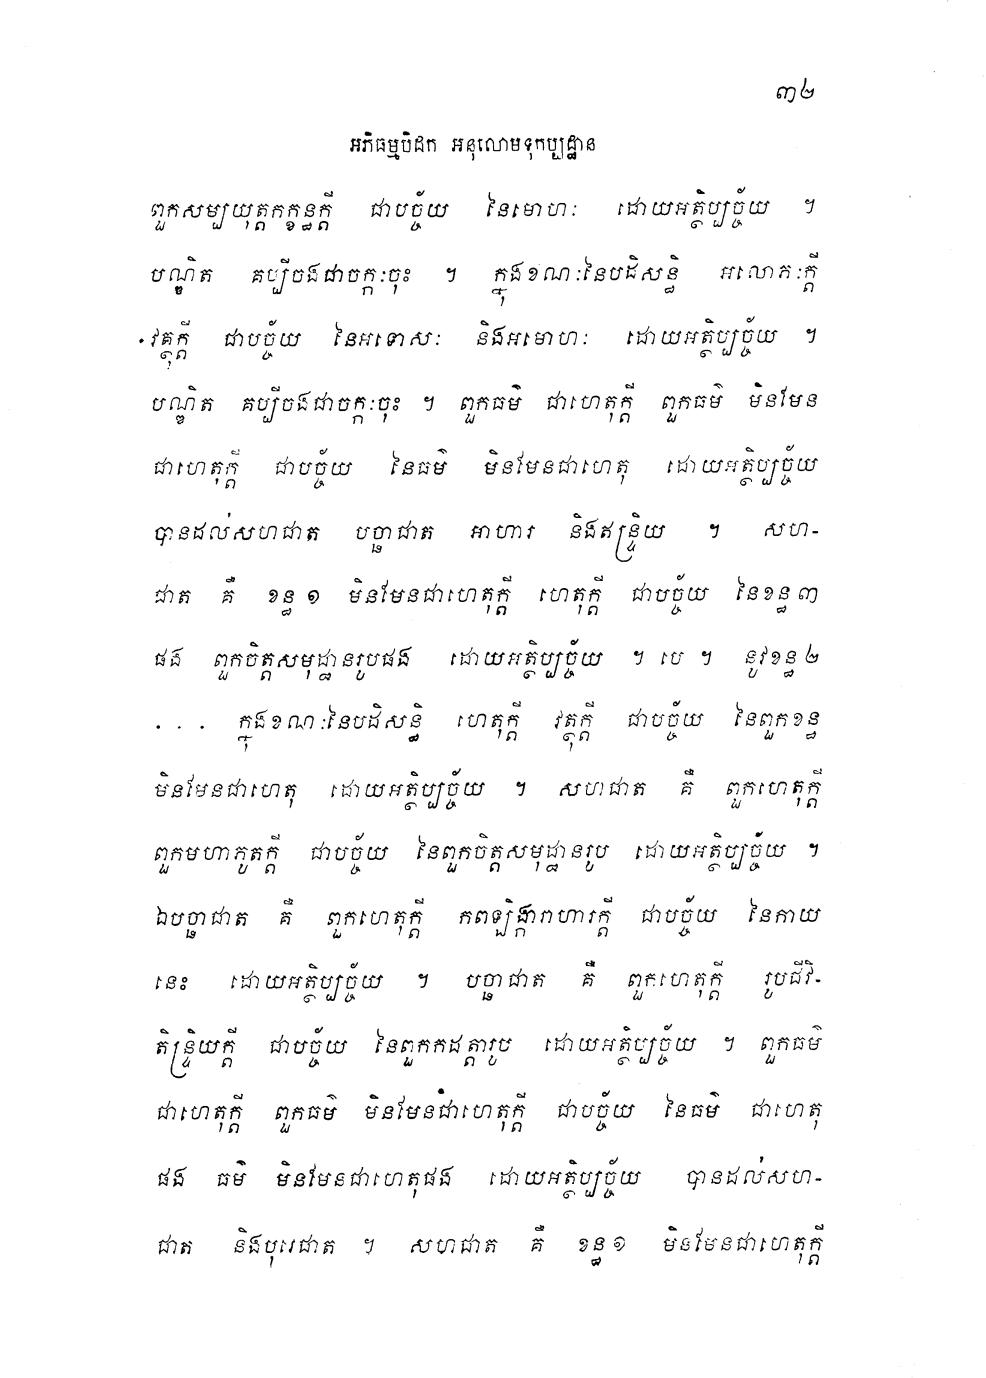 ៣២
អភិធម្មបិដក អនុលោមទុកប្បដ្ឋាន
ពួកសម្បយុត្តកក្ខន្ធក្តី ជាបច្ច័យ នៃមោហៈ ដោយអត្ថិប្បច្ច័យ ។
បណ្ឌិត គប្បីចងជាចក្កៈចុះ ។ ក្នុងខណៈនៃបដិសន្ធិ អលោភៈក្តី
វត្ថុក្តី ជាបច្ច័យ នៃអទោសៈ និងអមោហៈ ដោយអត្ថិប្បច្ច័យ ។
បណ្ឌិត គប្បីចងជាចក្កៈចុះ ។ ពួកធម៌ ជាហេតុក្តី ពួកធម៌ មិនមែន
ជាហេតុក្តី ជាបច្ច័យ នៃធម៌ មិនមែនជាហេតុ ដោយអត្ថិប្បច្ច័យ
បានដល់សហជាត បច្ឆាជាត អាហារ និងឥន្ទ្រិយ ។ សហ-
ជាត គឺ ខន្ធ ១ មិនមែនជាហេតុក្តី ហេតុក្តី ជាបច្ច័យ នៃខន្ធ ៣
ផង ពួកចិត្តសមុដ្ឋានរូបផង ដោយអត្ថិប្បច្ច័យ ។ បេ ។ នូវខន្ធ ២
. . . ក្នុងខណៈនៃបដិសន្ធិ ហេតុក្តី វត្ថុក្តី ជាបច្ច័យ នៃពួកខន្ធ
មិនមែនជាហេតុ ដោយអត្ថិប្បច្ច័យ ។ សហជាត គឺ ពួកហេតុក្តី
ពួកមហាភូតក្តី ជាបច្ច័យ នៃពួកចិត្តសមុដ្ឋានរូប ដោយអត្ថិប្បច្ច័យ ។
ឯបច្ឆាជាត គឺ ពួកហេតុក្តី កពឡិង្ការាហារក្តី ជាបច្ច័យ នៃកាយ
នេះ ដោយអត្ថិប្បច្ច័យ ។ បច្ឆាជាត គឺ ពួកហេតុក្តី រូបជីវិ-
តិន្ទ្រិយក្តី ជាបច្ច័យ នៃពួកកដត្តារូប ដោយអត្ថិប្បច្ច័យ ។ ពួកធម៌
ជាហេតុក្តី ពួកធម៌ មិនមែនជាហេតុក្តី ជាបច្ច័យ នៃធម៌ ជាហេតុ
ផង ធម៌ មិនមែនជាហេតុផង ដោយអត្ថិប្បច្ច័យ បានដល់សហ-
ជាត និងបុរេជាត ។ សហជាត គឺ ខន្ធ ១ មិនមែនជាហេតុក្តី